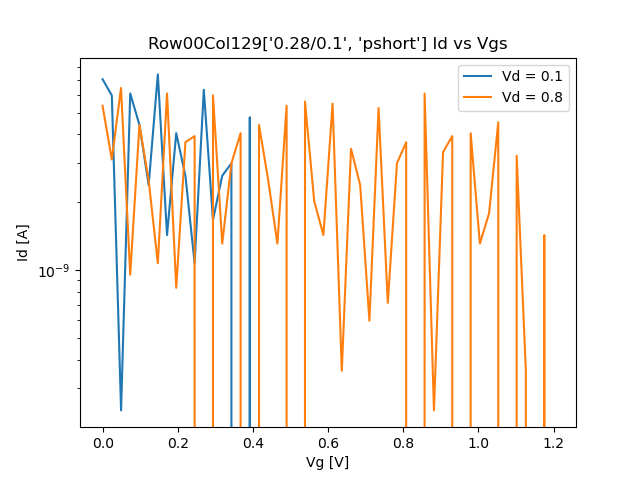 Row00Col129['0.28/0.1', 'pshort'] Id vs Vgs
Vd = 0.1
Vd = 0.8
Id [A]
10⁻⁹
0.0 0.2 0.4 0.6 0.8 1.0 1.2
Vg [V]